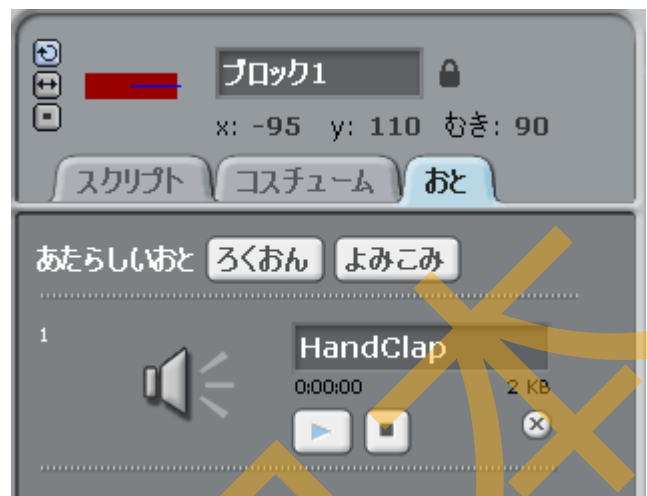 ブロック1
x: -95 y: 110 むき: 90
スクリプト コスチューム おと
あたらしいおと ろくおん よみこみ
1
HandClap
0:00:00 2 KB